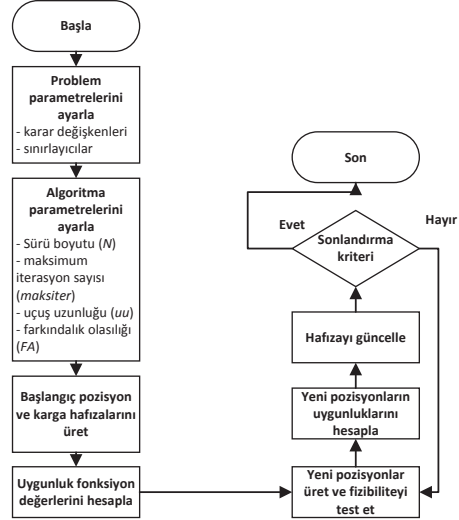 Başla
Problem
parametrelerini
ayarla
- karar değişkenleri
- sınırlayıcılar
Algoritma
parametrelerini
ayarla
- Sürü boyutu (N)
- maksimum
iterasyon sayısı
(maksiter)
- uçuş uzunluğu (uu)
- farkındalık olasılığı
(FA)
Başlangıç pozisyon
ve karga hafızalarını
üret
Uygunluk fonksiyon
değerlerini hesapla
Yeni pozisyonlar
üret ve fizibiliteyi
test et
Yeni pozisyonların
uygunluklarını
hesapla
Hafızayı güncelle
Sonlandırma
kriteri
Evet
Hayır
Son